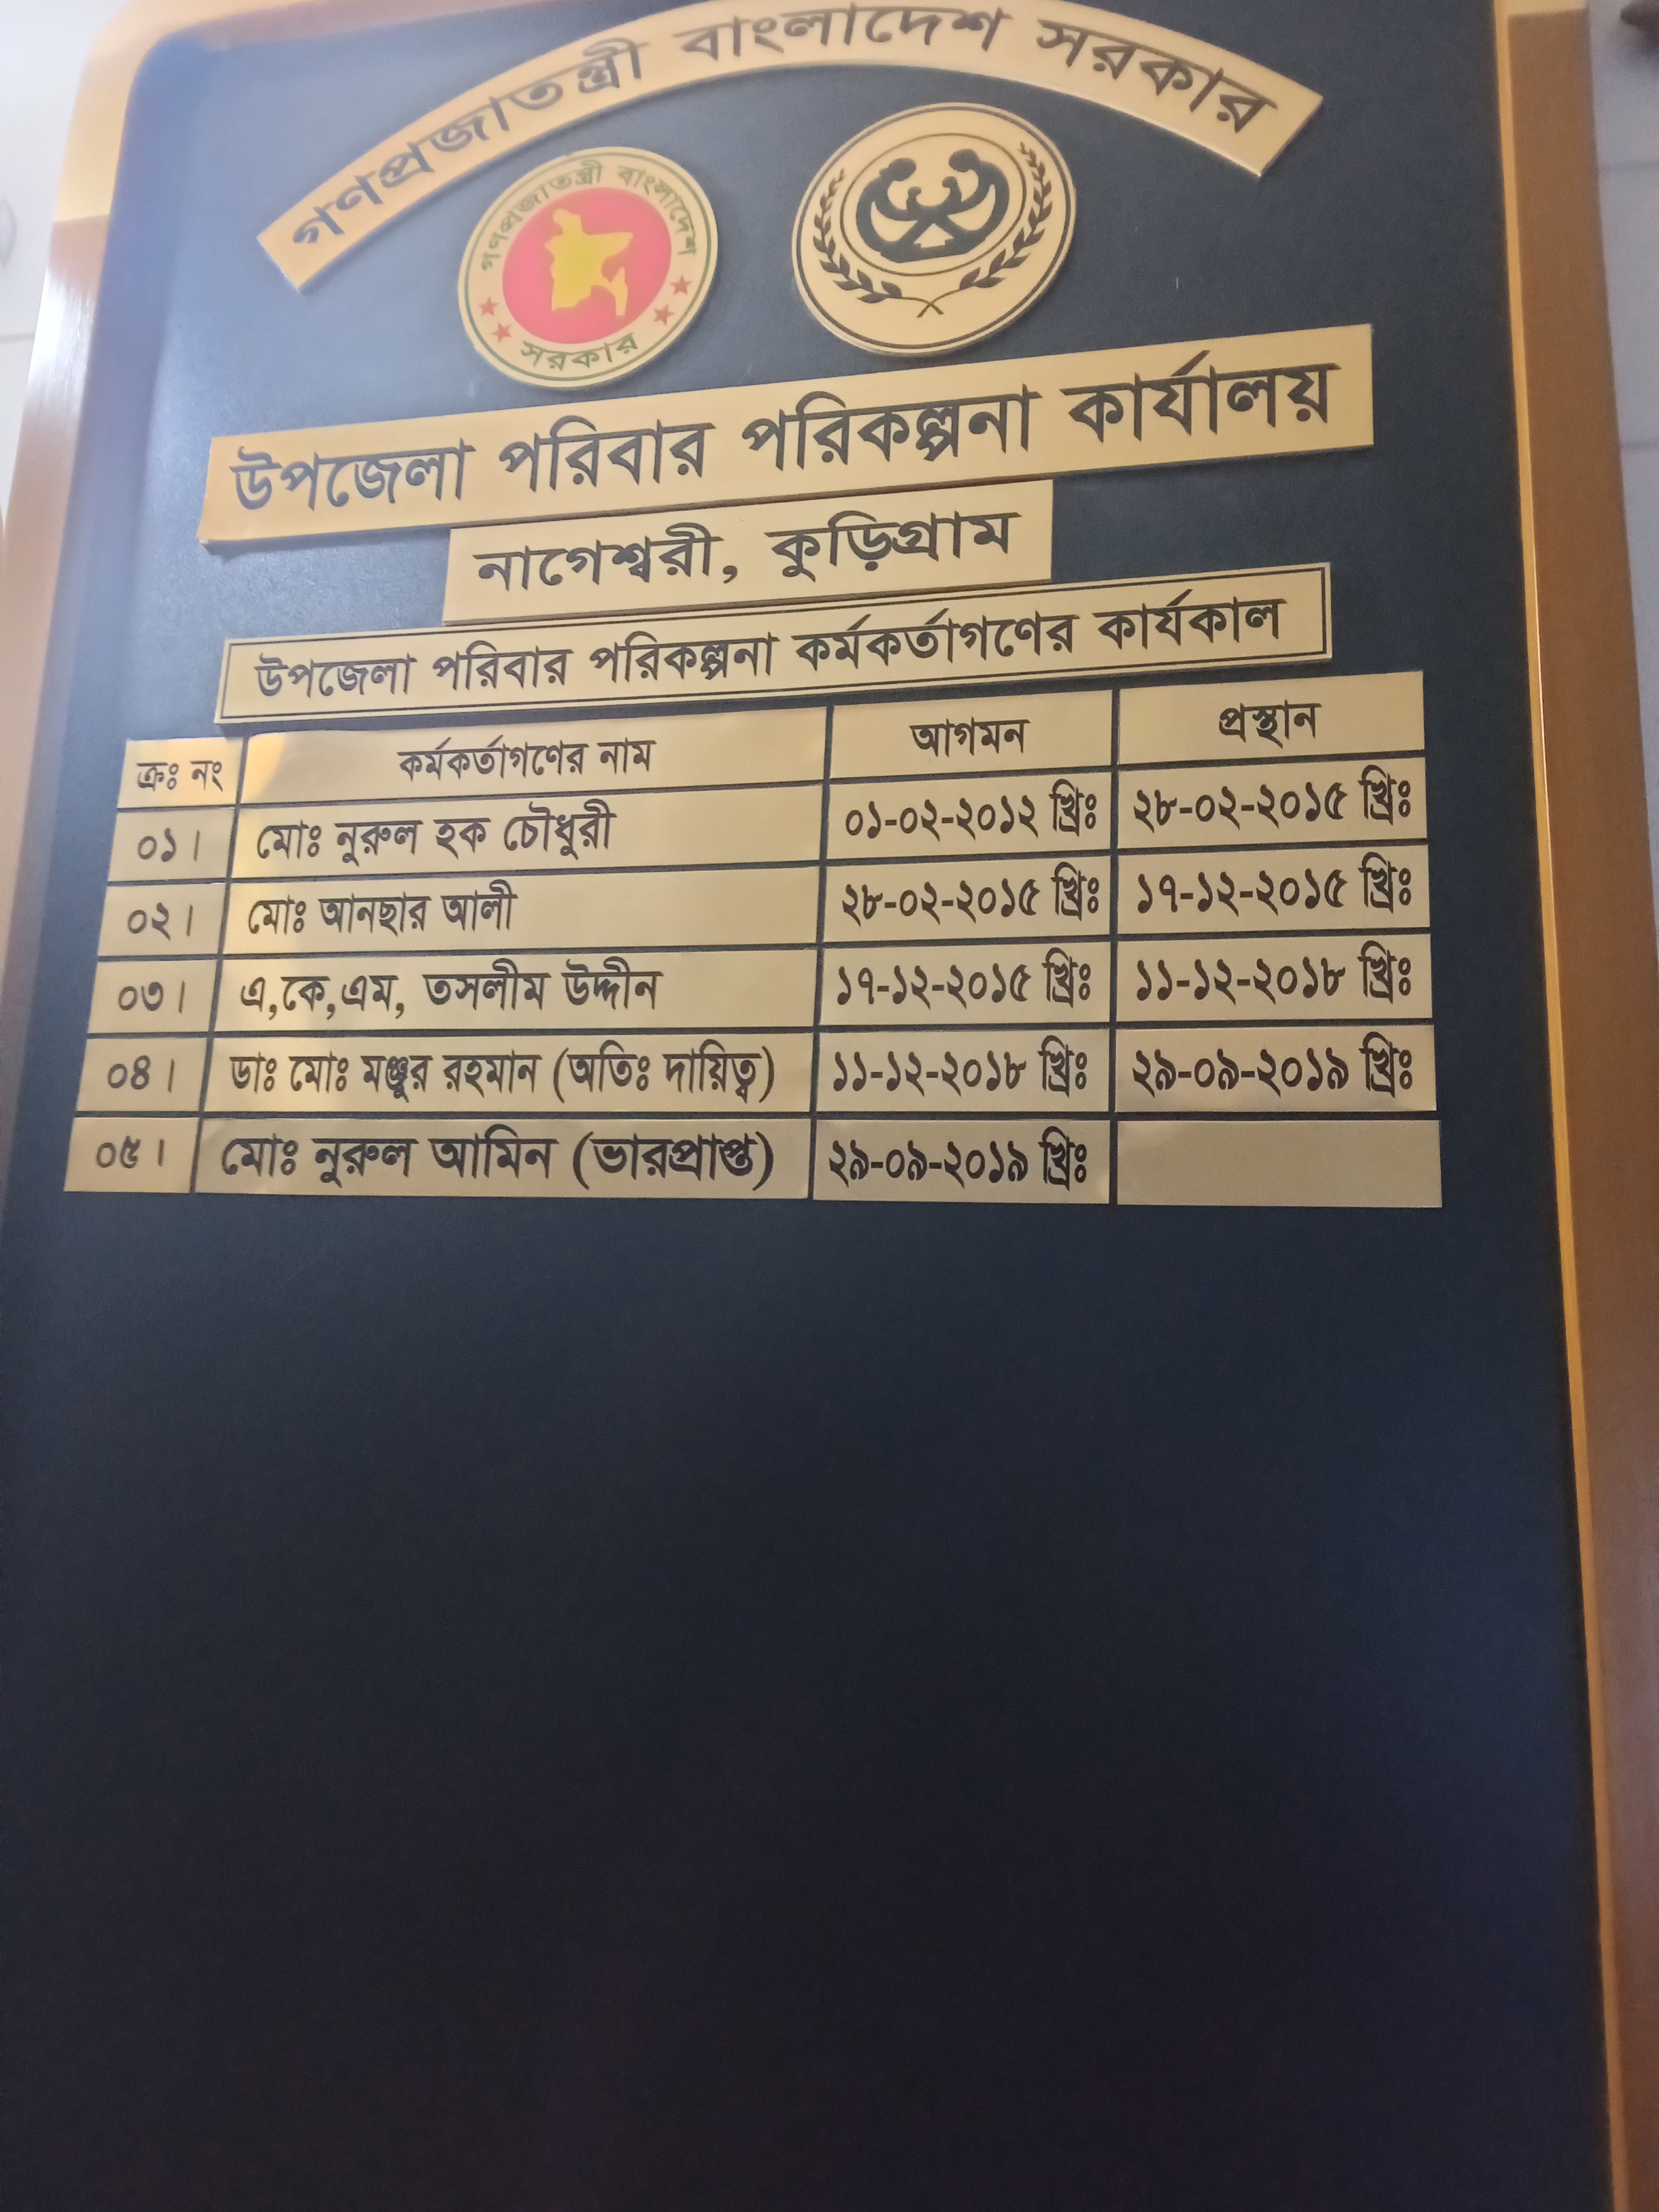 গণপ্রজাতন্ত্রী বাংলাদেশ সরকার
গণপ্রজাতন্ত্রী বাংলাদেশ
সরকার
উপজেলা পরিবার পরিকল্পনা কার্যালয়
নাগেশ্বরী, কুড়িগ্রাম
উপজেলা পরিবার পরিকল্পনা কর্মকর্তাগণের কার্যকাল
ক্রঃ নং কর্মকর্তাগণের নাম আগমন প্রস্থান
০১। মোঃ নুরুল হক চৌধুরী ০১-০২-২০১২ খ্রিঃ ২৮-০২-২০১৫ খ্রিঃ
০২। মোঃ আনছার আলী ২৮-০২-২০১৫ খ্রিঃ ১৭-১২-২০১৫ খ্রিঃ
০৩। এ,কে,এম, তসলীম উদ্দীন ১৭-১২-২০১৫ খ্রিঃ ১১-১২-২০১৮ খ্রিঃ
০৪। ডাঃ মোঃ মঞ্জুর রহমান (অতিঃ দায়িত্ব) ১১-১২-২০১৮ খ্রিঃ ২৯-০৯-২০১৯ খ্রিঃ
০৫। মোঃ নুরুল আমিন (ভারপ্রাপ্ত) ২৯-০৯-২০১৯ খ্রিঃ